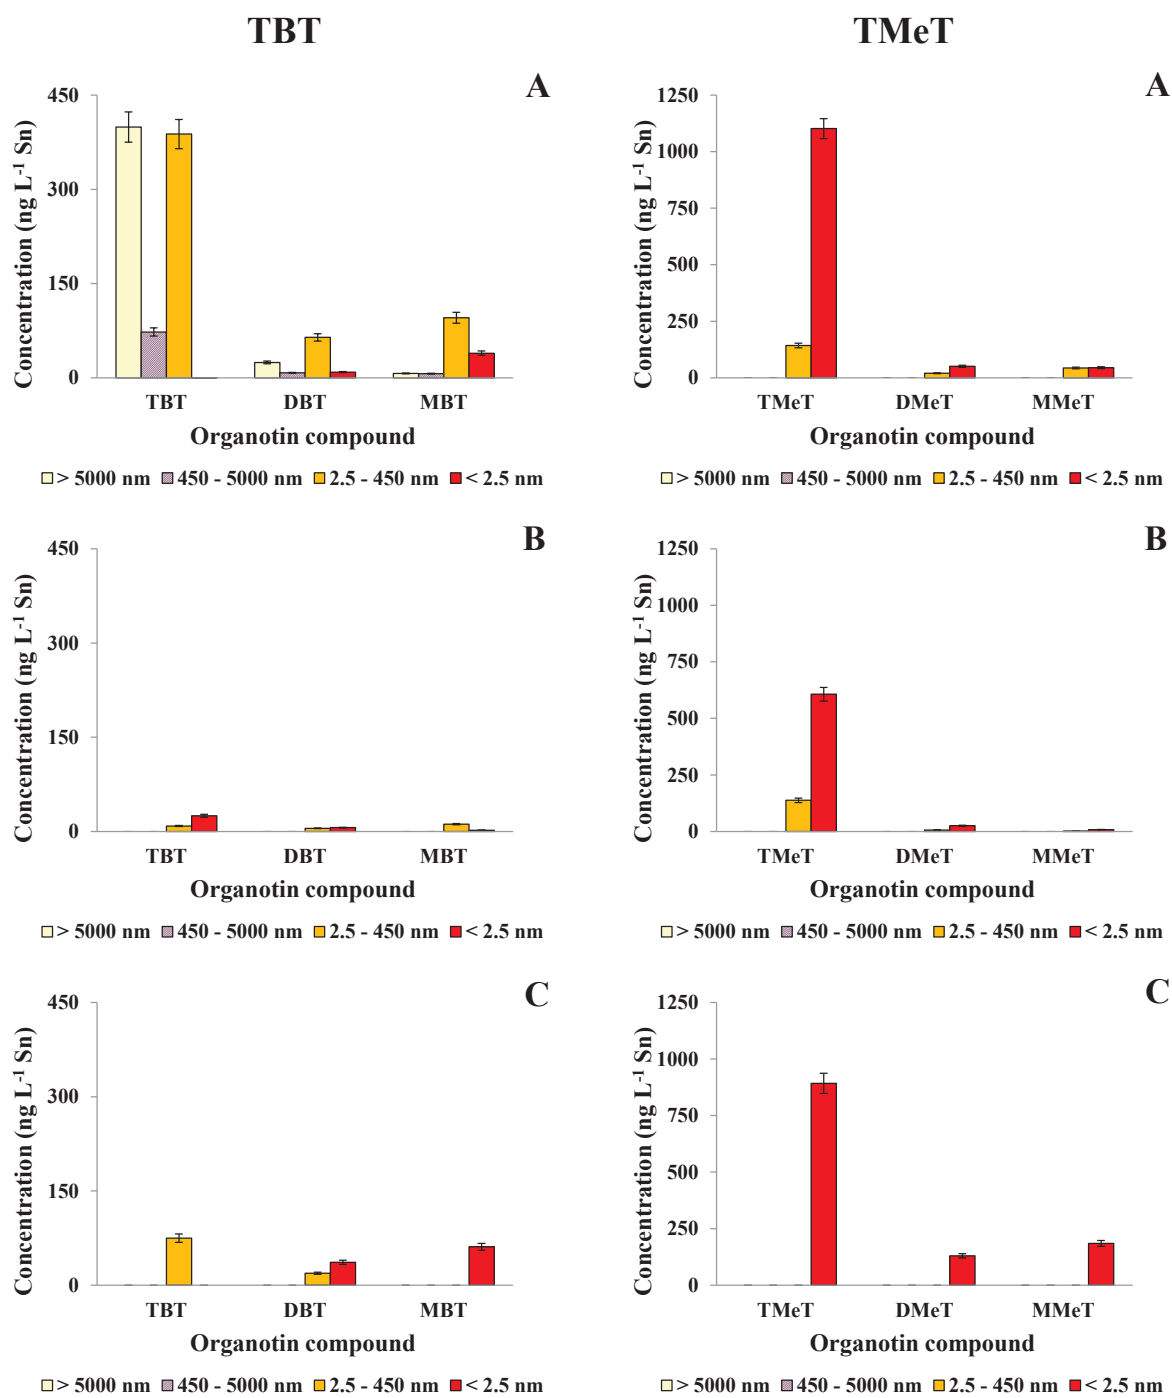 TBT TMeT
A
450
300
150
0
Concentration (ng L-1 Sn)
TBT DBT MBT
Organotin compound
> 5000 nm 450 - 5000 nm 2.5 - 450 nm < 2.5 nm
A
1250
1000
750
500
250
0
Concentration (ng L-1 Sn)
TMeT DMeT MMeT
Organotin compound
> 5000 nm 450 - 5000 nm 2.5 - 450 nm < 2.5 nm
B
450
300
150
0
Concentration (ng L-1 Sn)
TBT DBT MBT
Organotin compound
> 5000 nm 450 - 5000 nm 2.5 - 450 nm < 2.5 nm
B
1250
1000
750
500
250
0
Concentration (ng L-1 Sn)
TMeT DMeT MMeT
Organotin compound
> 5000 nm 450 - 5000 nm 2.5 - 450 nm < 2.5 nm
C
450
300
150
0
Concentration (ng L-1 Sn)
TBT DBT MBT
Organotin compound
> 5000 nm 450 - 5000 nm 2.5 - 450 nm < 2.5 nm
C
1250
1000
750
500
250
0
Concentration (ng L-1 Sn)
TMeT DMeT MMeT
Organotin compound
> 5000 nm 450 - 5000 nm 2.5 - 450 nm < 2.5 nm